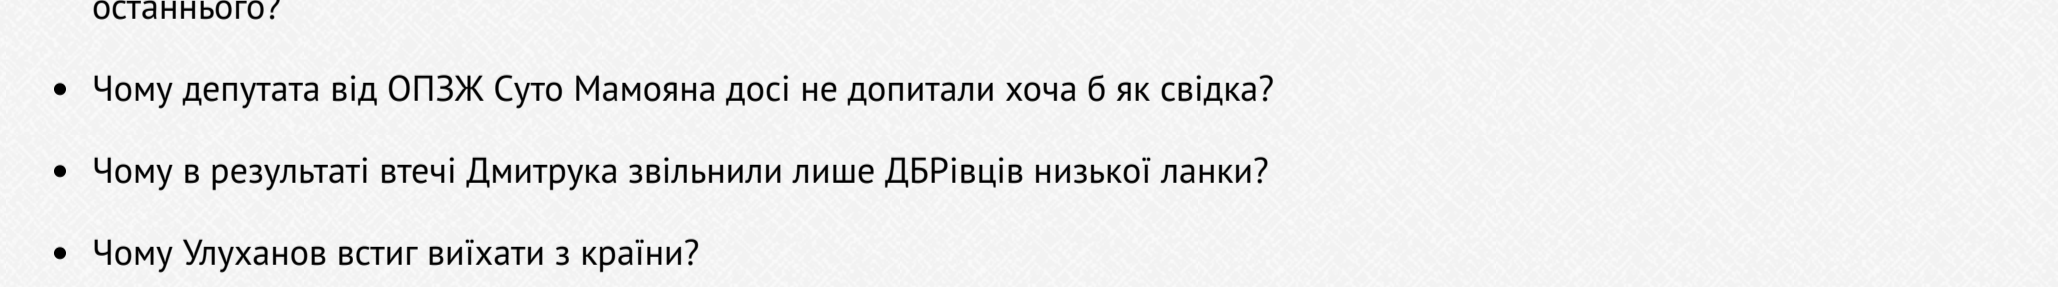 останнього?
• Чому депутата від ОПЗЖ Суто Мамояна досі не допитали хоча б як свідка?
• Чому в результаті втечі Дмитрука звільнили лише ДБРівців низької ланки?
• Чому Улуханов встиг виїхати з країни?